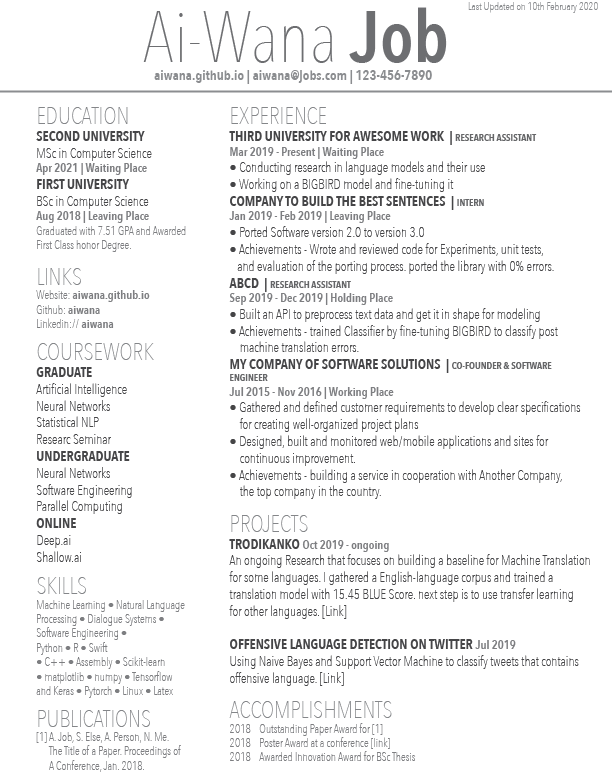 Last Updated on 10th February 2020
Ai-Wana Job
aiwana.github.io | aiwana@Jobs.com | 123-456-7890
EDUCATION
SECOND UNIVERSITY
MSc in Computer Science
Apr 2021 | Waiting Place
FIRST UNIVERSITY
BSc in Computer Science
Aug 2018 | Leaving Place
Graduated with 7.51 GPA and Awarded
First Class honor Degree.
LINKS
Website: aiwana.github.io
Github: aiwana
Linkedin:// aiwana
COURSEWORK
GRADUATE
Artificial Intelligence
Neural Networks
Statistical NLP
Researc Seminar
UNDERGRADUATE
Neural Networks
Software Engineering
Parallel Computing
ONLINE
Deep.ai
Shallow.ai
SKILLS
Machine Learning • Natural Language
Processing • Dialogue Systems •
Software Engineering •
Python • R • Swift
• C++ • Assembly • Scikit-learn
• matplotlib • numpy • Tensorflow
and Keras • Pytorch • Linux • Latex
PUBLICATIONS
[1] A. Job, S. Else, A. Person, N. Me.
The Title of a Paper. Proceedings of
A Conference, Jan. 2018.
EXPERIENCE
THIRD UNIVERSITY FOR AWESOME WORK | RESEARCH ASSISTANT
Mar 2019 - Present | Waiting Place
• Conducting research in language models and their use
• Working on a BIGBIRD model and fine-tuning it
COMPANY TO BUILD THE BEST SENTENCES | INTERN
Jan 2019 - Feb 2019 | Leaving Place
• Ported Software version 2.0 to version 3.0
• Achievements - Wrote and reviewed code for Experiments, unit tests,
and evaluation of the porting process. ported the library with 0% errors.
ABCD | RESEARCH ASSISTANT
Sep 2019 - Dec 2019 | Holding Place
• Built an API to preprocess text data and get it in shape for modeling
• Achievements - trained Classifier by fine-tuning BIGBIRD to classify post
machine translation errors.
MY COMPANY OF SOFTWARE SOLUTIONS | CO-FOUNDER & SOFTWARE
ENGINEER
Jul 2015 - Nov 2016 | Working Place
• Gathered and defined customer requirements to develop clear specifications
for creating well-organized project plans
• Designed, built and monitored web/mobile applications and sites for
continuous improvement.
• Achievements - building a service in cooperation with Another Company,
the top company in the country.
PROJECTS
TRODIKANKO Oct 2019 - ongoing
An ongoing Research that focuses on building a baseline for Machine Translation
for some languages. I gathered a English-language corpus and trained a
translation model with 15.45 BLUE Score. next step is to use transfer learning
for other languages. [Link]
OFFENSIVE LANGUAGE DETECTION ON TWITTER Jul 2019
Using Naive Bayes and Support Vector Machine to classify tweets that contains
offensive language. [Link]
ACCOMPLISHMENTS
2018 Outstanding Paper Award for [1]
2018 Poster Award at a conference [link]
2018 Awarded Innovation Award for BSc Thesis